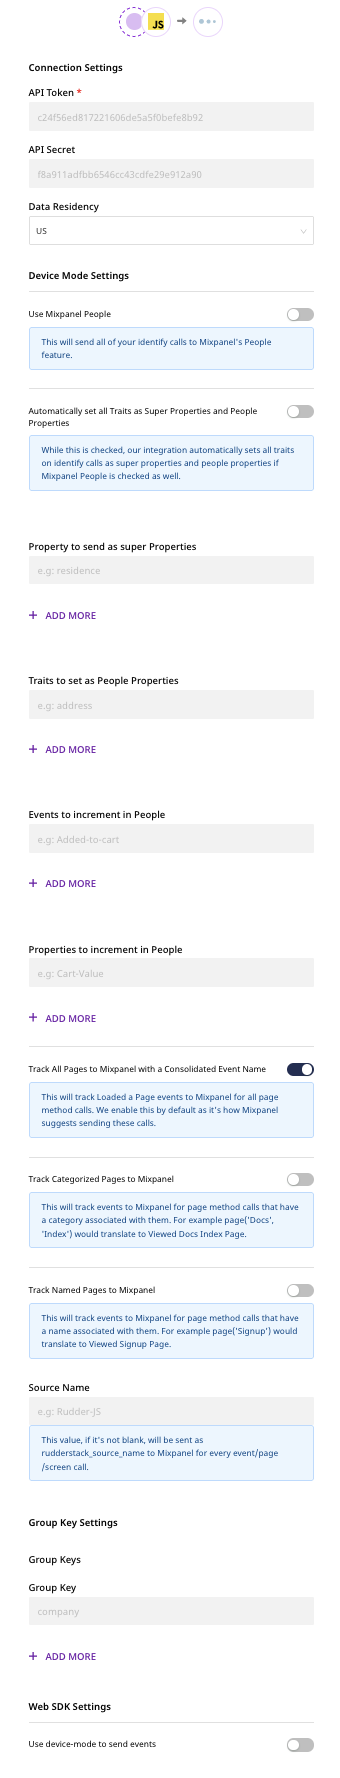 JS
Connection Settings
API Token *
c24f56ed817221606de5a5f0befe8b92
API Secret
f8a911adfbb6546cc43cdfe29e912a90
Data Residency
US
Device Mode Settings
Use Mixpanel People
This will send all of your identify calls to Mixpanel's People
feature.
Automatically set all Traits as Super Properties and People
Properties
While this is checked, our integration automatically sets all traits
on identify calls as super properties and people properties if
Mixpanel People is checked as well.
Property to send as super Properties
e.g: residence
+ ADD MORE
Traits to set as People Properties
e.g: address
+ ADD MORE
Events to increment in People
e.g: Added-to-cart
+ ADD MORE
Properties to increment in People
e.g: Cart-Value
+ ADD MORE
Track All Pages to Mixpanel with a Consolidated Event Name
This will track Loaded a Page events to Mixpanel for all page
method calls. We enable this by default as it's how Mixpanel
suggests sending these calls.
Track Categorized Pages to Mixpanel
This will track events to Mixpanel for page method calls that have
a category associated with them. For example page('Docs',
'Index') would translate to Viewed Docs Index Page.
Track Named Pages to Mixpanel
This will track events to Mixpanel for page method calls that have
a name associated with them. For example page('Signup') would
translate to Viewed Signup Page.
Source Name
e.g: Rudder-JS
This value, if it's not blank, will be sent as
rudderstack_source_name to Mixpanel for every event/page
/screen call.
Group Key Settings
Group Keys
Group Key
company
+ ADD MORE
Web SDK Settings
Use device-mode to send events